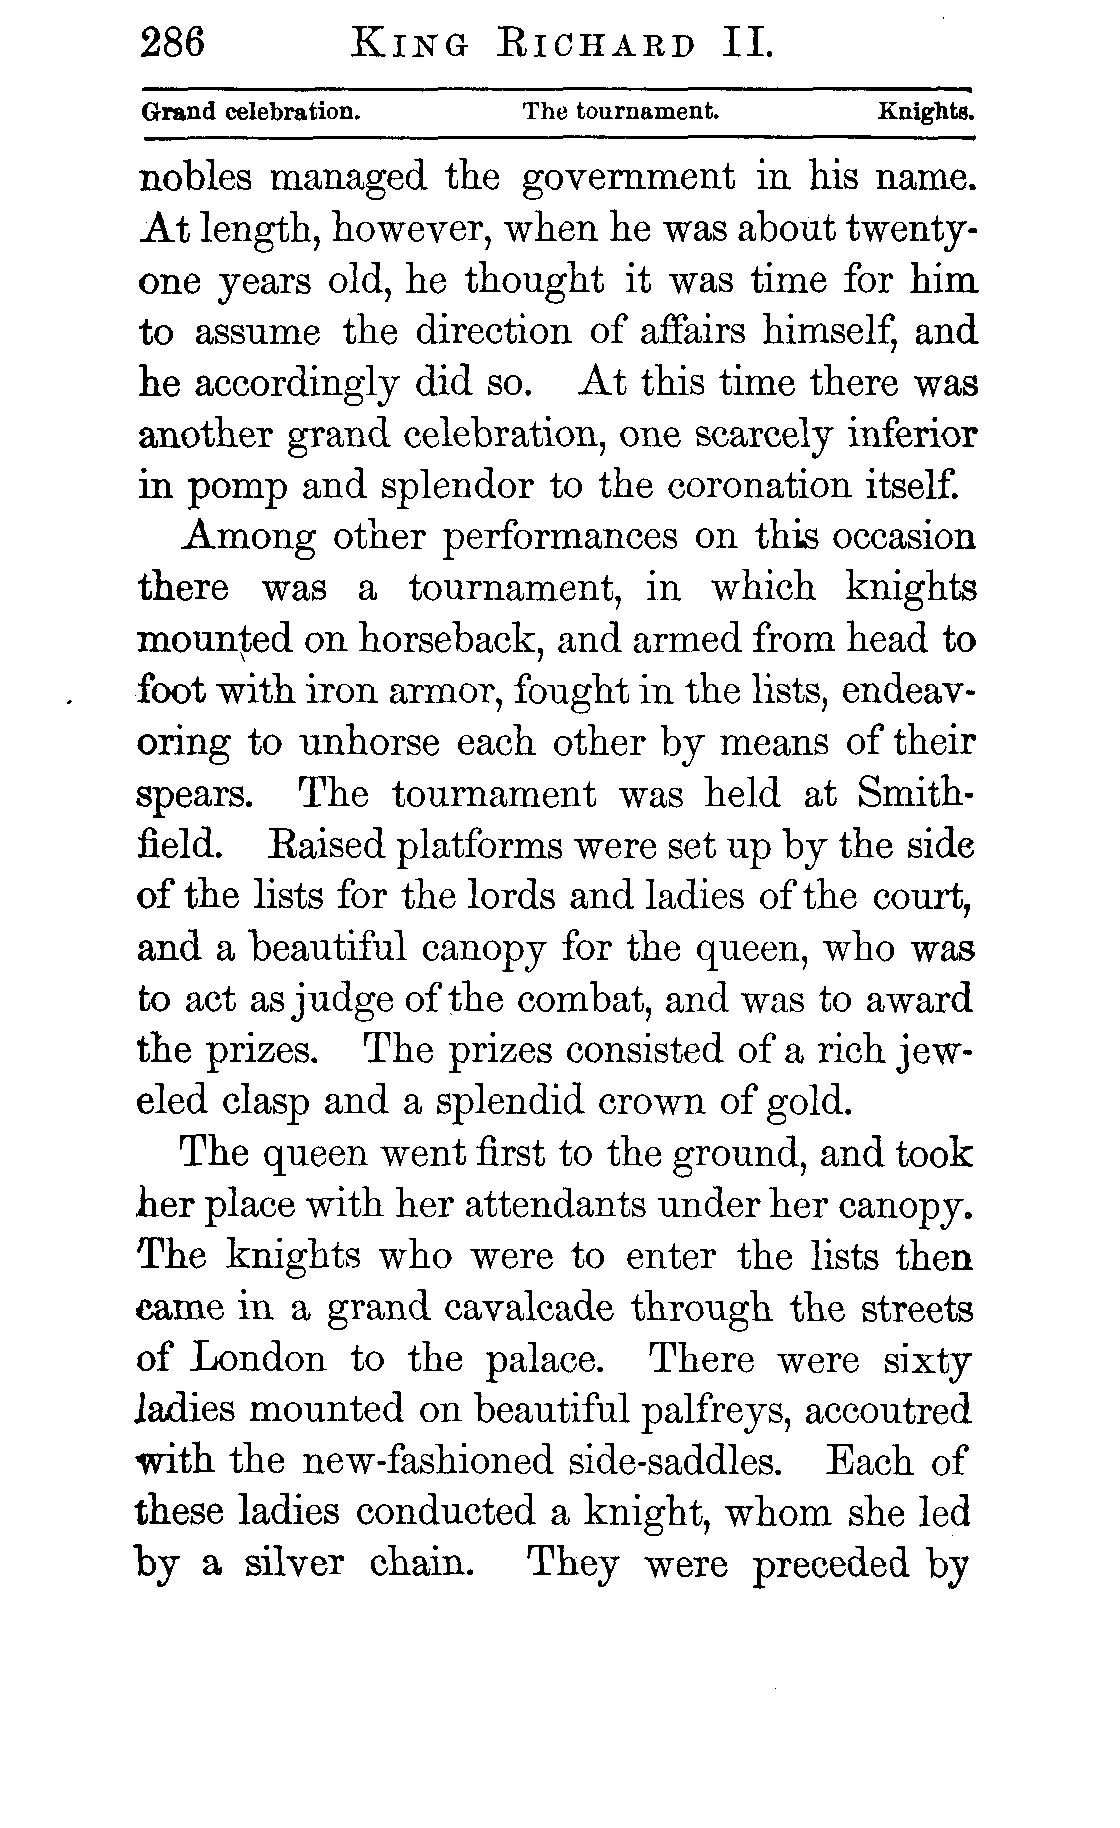 286 KING RICHARD II.
Grand celebration. The tournament. Knights.
nobles managed the government in his name.
At length, however, when he was about twenty-
one years old, he thought it was time for him
to assume the direction of affairs himself, and
he accordingly did so. At this time there was
another grand celebration, one scarcely inferior
in pomp and splendor to the coronation itself.
Among other performances on this occasion
there was a tournament, in which knights
mounted on horseback, and armed from head to
foot with iron armor, fought in the lists, endeav-
oring to unhorse each other by means of their
spears. The tournament was held at Smith-
field. Raised platforms were set up by the side
of the lists for the lords and ladies of the court,
and a beautiful canopy for the queen, who was
to act as judge of the combat, and was to award
the prizes. The prizes consisted of a rich jew-
eled clasp and a splendid crown of gold.
The queen went first to the ground, and took
her place with her attendants under her canopy.
The knights who were to enter the lists then
came in a grand cavalcade through the streets
of London to the palace. There were sixty
ladies mounted on beautiful palfreys, accoutred
with the new-fashioned side-saddles. Each of
these ladies conducted a knight, whom she led
by a silver chain. They were preceded by